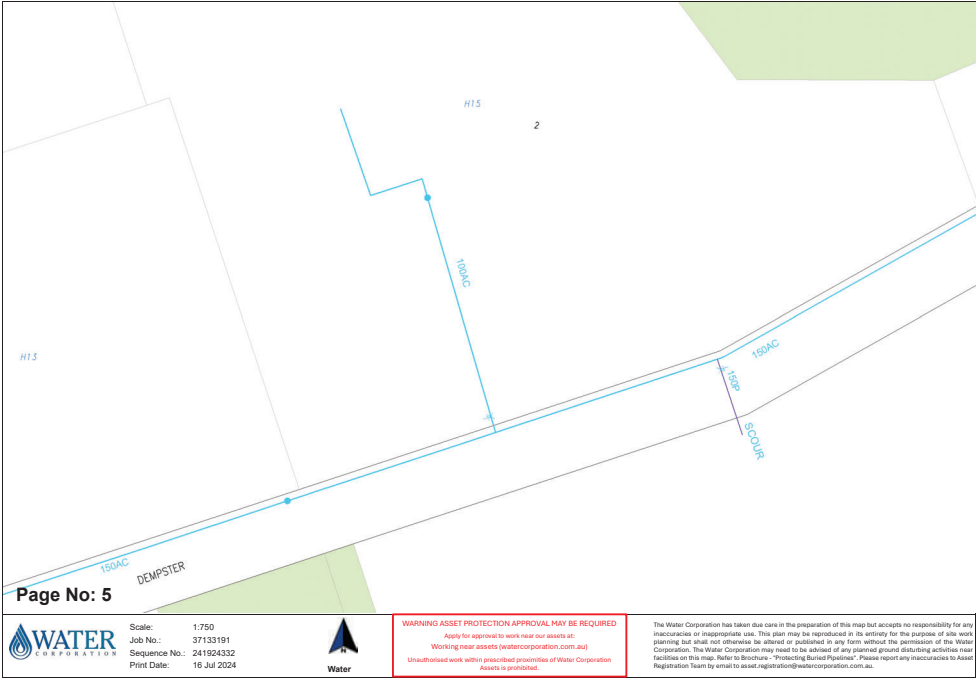 H15
2
100AC
H13
150AC
150P
SCOUR
150AC
DEMPSTER
Page No: 5
WATER
CORPORATION
Scale: 1:750
Job No.: 37133191
Sequence No.: 241924332
Print Date: 16 Jul 2024
N
Water
WARNING ASSET PROTECTION APPROVAL MAY BE REQUIRED
Apply for approval to work near our assets at:
Working near assets (watercorporation.com.au)
Unauthorised work within prescribed proximities of Water Corporation
Assets is prohibited.
The Water Corporation has taken due care in the preparation of this map but accepts no responsibility for any
inaccuracies or inappropriate use. This plan may be reproduced in its entirety for the purpose of site work
planning but shall not otherwise be altered or published in any form without the permission of the Water
Corporation. The Water Corporation may need to be advised of any planned ground disturbing activities near
facilities on this map. Refer to Brochure - "Protecting Buried Pipelines". Please report any inaccuracies to Asset
Registration Team by email to asset.registration@watercorporation.com.au.